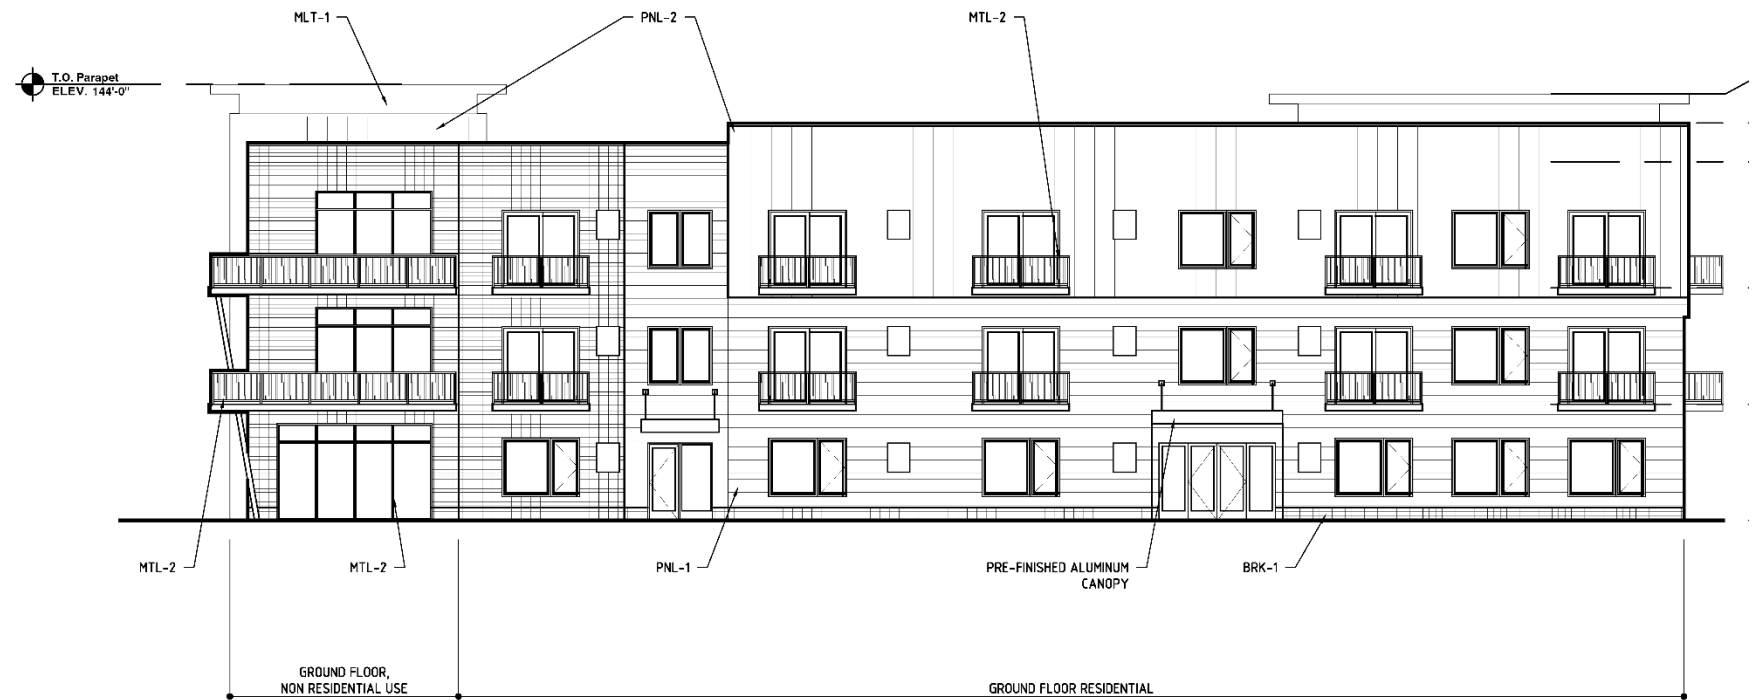 MLT-1
PNL-2
MTL-2
T.O. Parapet
ELEV. 144'-0"
MTL-2
MTL-2
PNL-1
PRE-FINISHED ALUMINUM
CANOPY
BRK-1
GROUND FLOOR,
NON RESIDENTIAL USE
GROUND FLOOR RESIDENTIAL